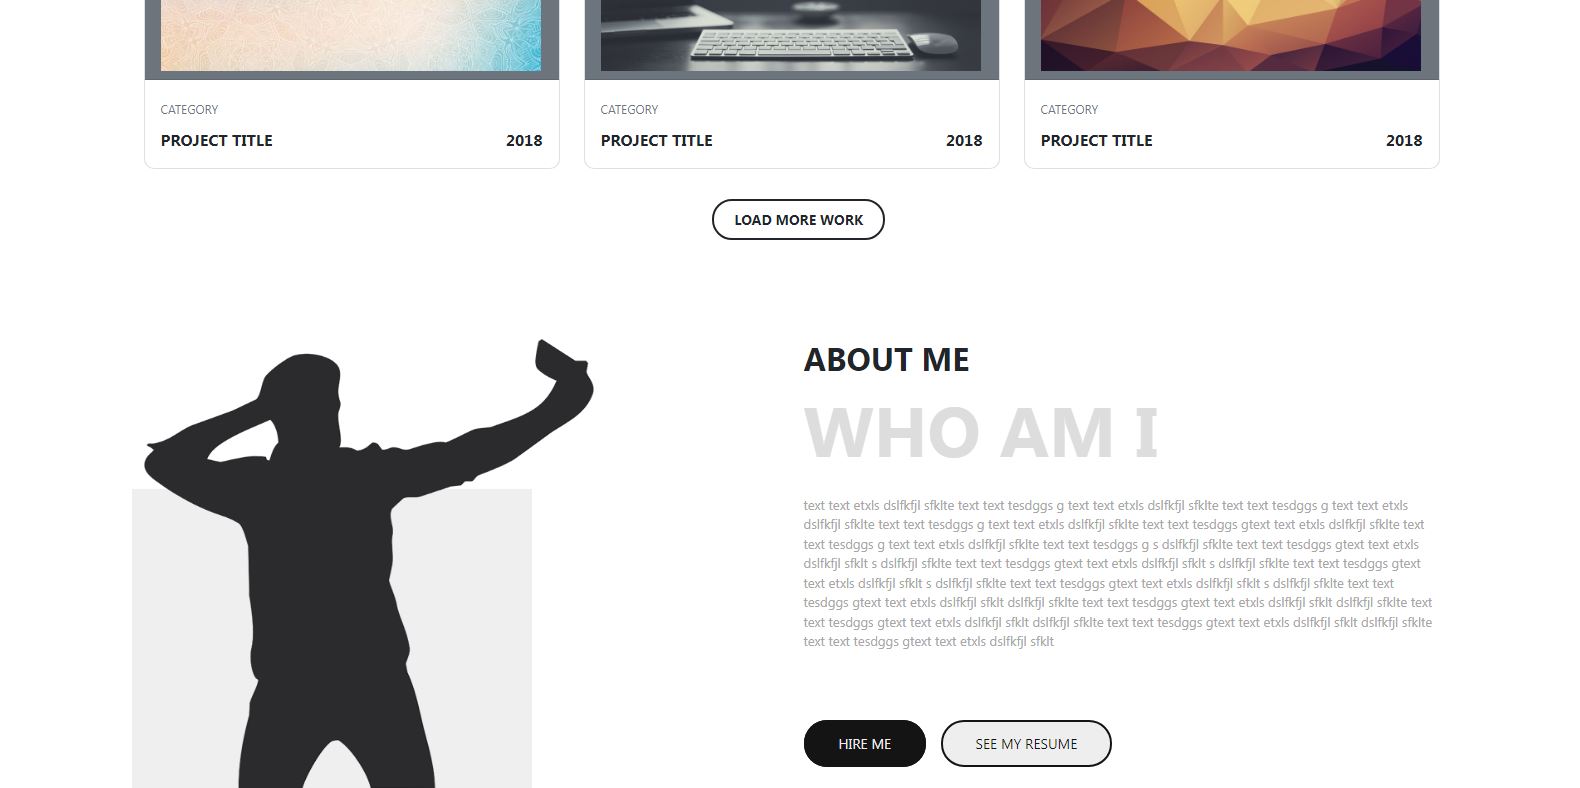 CATEGORY
PROJECT TITLE 2018
CATEGORY
PROJECT TITLE 2018
CATEGORY
PROJECT TITLE 2018
LOAD MORE WORK
ABOUT ME
WHO AM I
text text etxls dslfkfjl sfklte text text tesdggs g text text etxls dslfkfjl sfklte text text tesdggs g text text etxls
dslfkfjl sfklte text text tesdggs g text text etxls dslfkfjl sfklte text text tesdggs gtext text etxls dslfkfjl sfklte text
text tesdggs g text text etxls dslfkfjl sfklte text text tesdggs g s dslfkfjl sfklte text text tesdggs gtext text etxls
dslfkfjl sfklt s dslfkfjl sfklte text text tesdggs gtext text etxls dslfkfjl sfklt s dslfkfjl sfklte text text tesdggs gtext
text etxls dslfkfjl sfklt s dslfkfjl sfklte text text tesdggs gtext text etxls dslfkfjl sfklt s dslfkfjl sfklte text text
tesdggs gtext text etxls dslfkfjl sfklt dslfkfjl sfklte text text tesdggs gtext text etxls dslfkfjl sfklt dslfkfjl sfklte text
text tesdggs gtext text etxls dslfkfjl sfklt dslfkfjl sfklte text text tesdggs gtext text etxls dslfkfjl sfklt dslfkfjl sfklte
text text tesdggs gtext text etxls dslfkfjl sfklt
HIRE ME
SEE MY RESUME